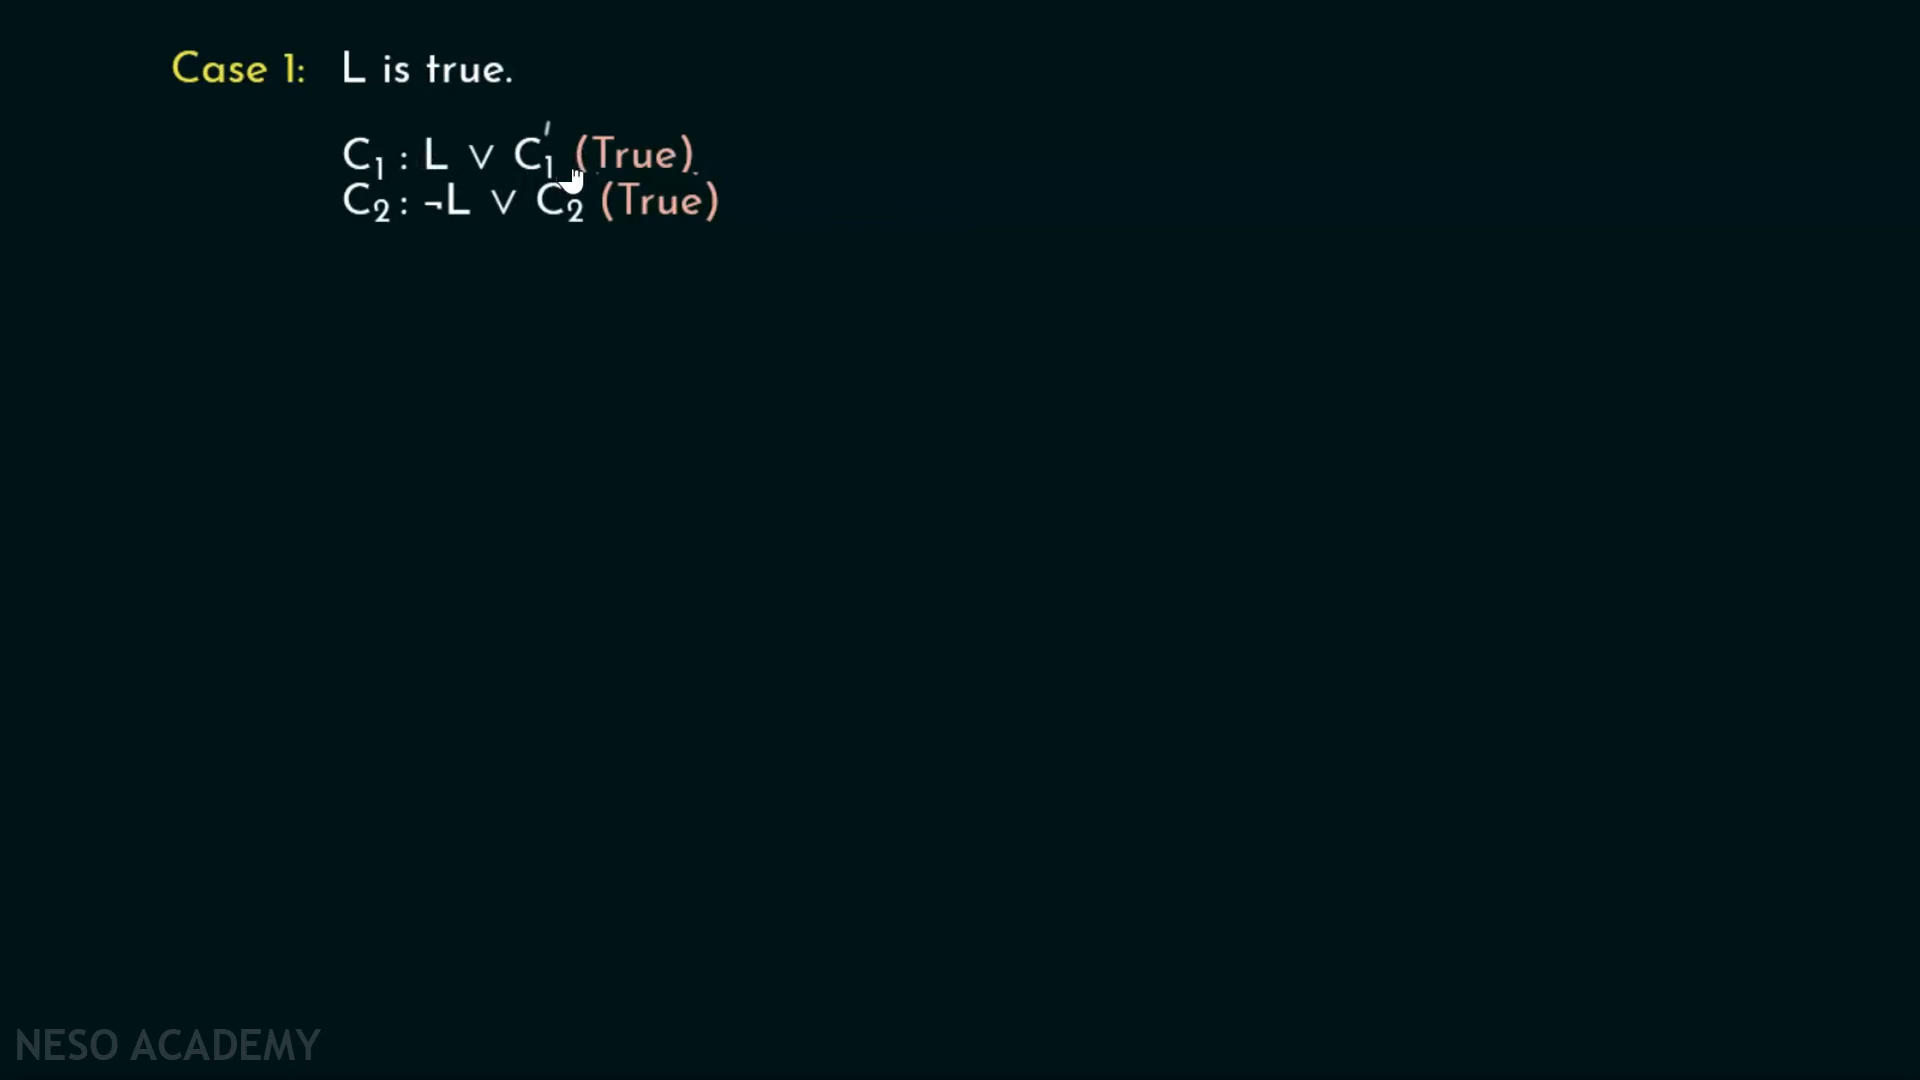 Case 1: L is true.
C₁ : L ∨ C₁′ (True)
C₂ : ¬L ∨ C₂ (True)
NESO ACADEMY